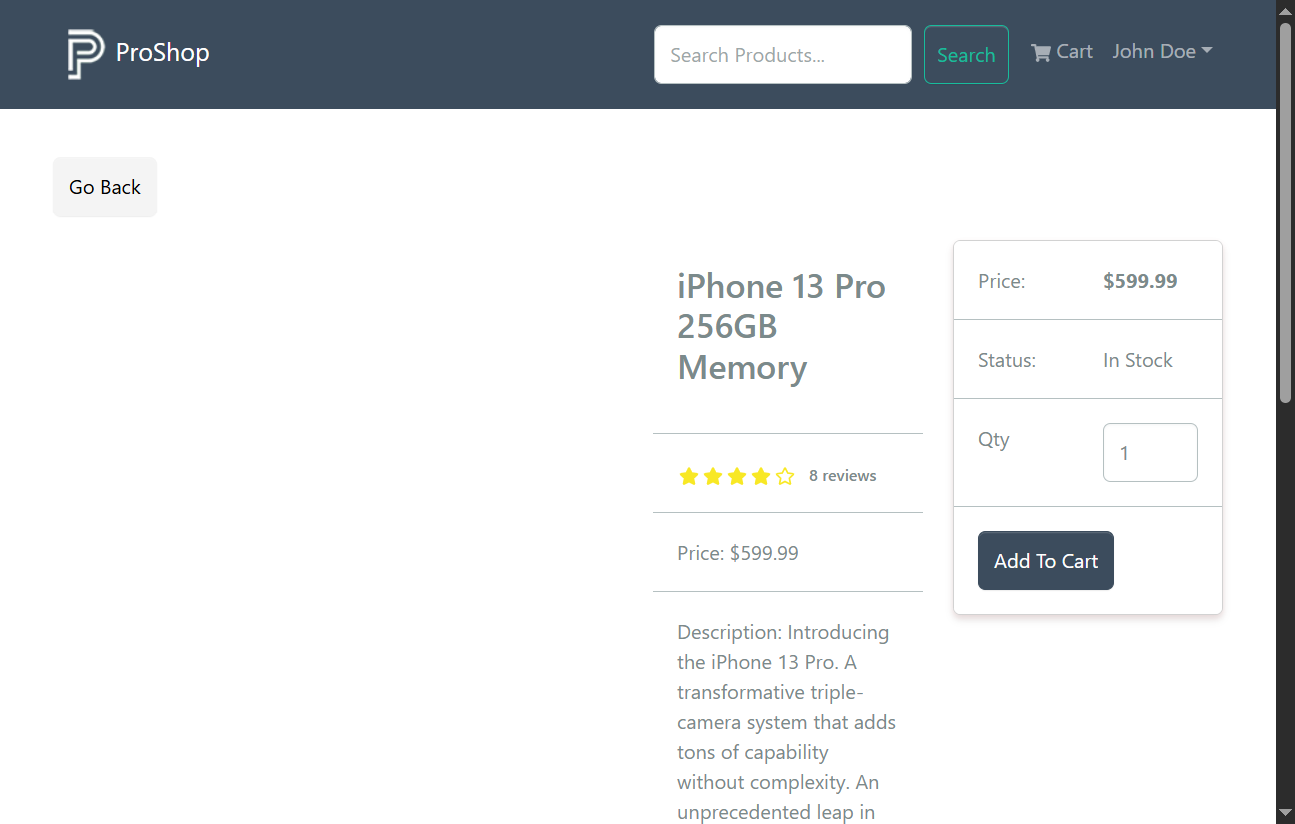 ProShop
Search Products...
Search
Cart
John Doe
Go Back
iPhone 13 Pro
256GB
Memory
8 reviews
Price: $599.99
Description: Introducing
the iPhone 13 Pro. A
transformative triple-
camera system that adds
tons of capability
without complexity. An
unprecedented leap in
Price: $599.99
Status: In Stock
Qty 1
Add To Cart